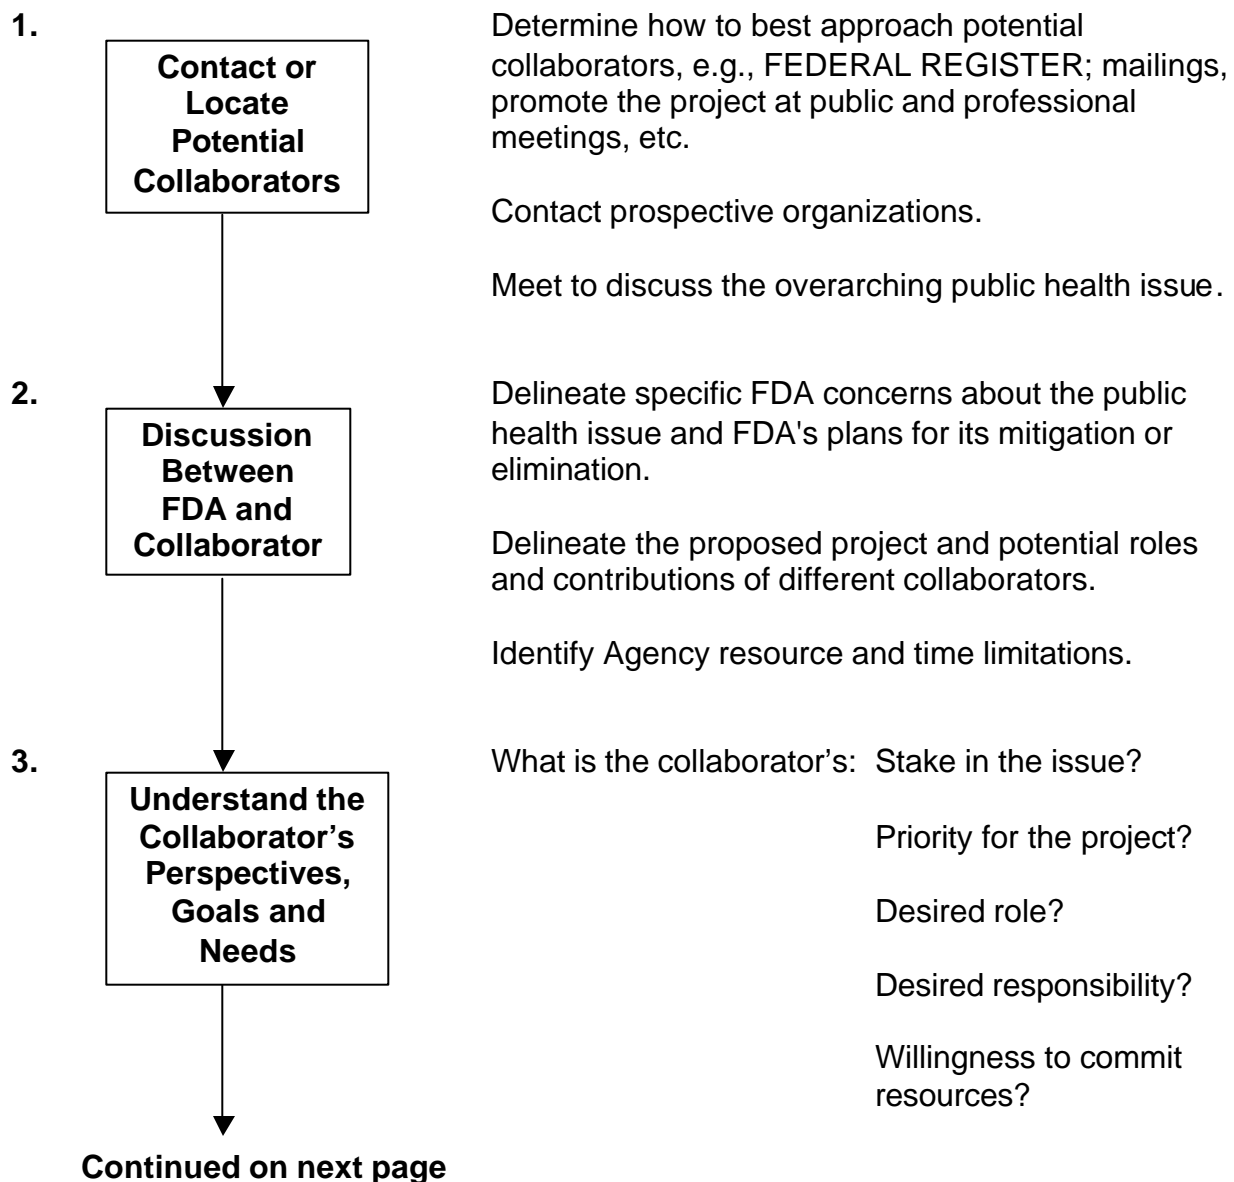 1.
Contact or
Locate
Potential
Collaborators
Determine how to best approach potential
collaborators, e.g., FEDERAL REGISTER; mailings,
promote the project at public and professional
meetings, etc.
Contact prospective organizations.
Meet to discuss the overarching public health issue.
2.
Discussion
Between
FDA and
Collaborator
Delineate specific FDA concerns about the public
health issue and FDA's plans for its mitigation or
elimination.
Delineate the proposed project and potential roles
and contributions of different collaborators.
Identify Agency resource and time limitations.
3.
Understand the
Collaborator’s
Perspectives,
Goals and
Needs
What is the collaborator’s: Stake in the issue?
Priority for the project?
Desired role?
Desired responsibility?
Willingness to commit
resources?
Continued on next page